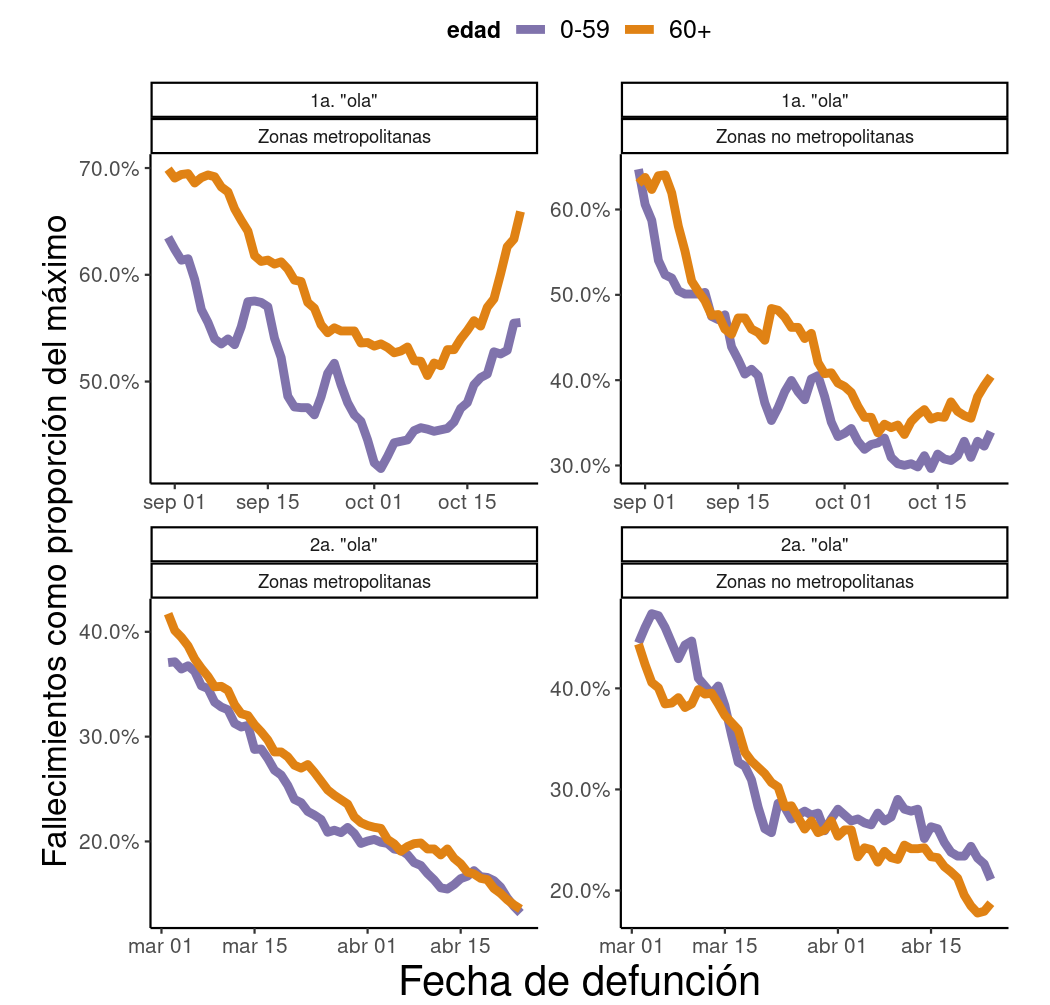 edad 0-59 60+
1a. "ola"
Zonas metropolitanas
70.0%
60.0%
50.0%
sep 01 sep 15 oct 01 oct 15
1a. "ola"
Zonas no metropolitanas
60.0%
50.0%
40.0%
30.0%
sep 01 sep 15 oct 01 oct 15
2a. "ola"
Zonas metropolitanas
40.0%
30.0%
20.0%
mar 01 mar 15 abr 01 abr 15
2a. "ola"
Zonas no metropolitanas
40.0%
30.0%
20.0%
mar 01 mar 15 abr 01 abr 15
Fallecimientos como proporción del máximo
Fecha de defunción